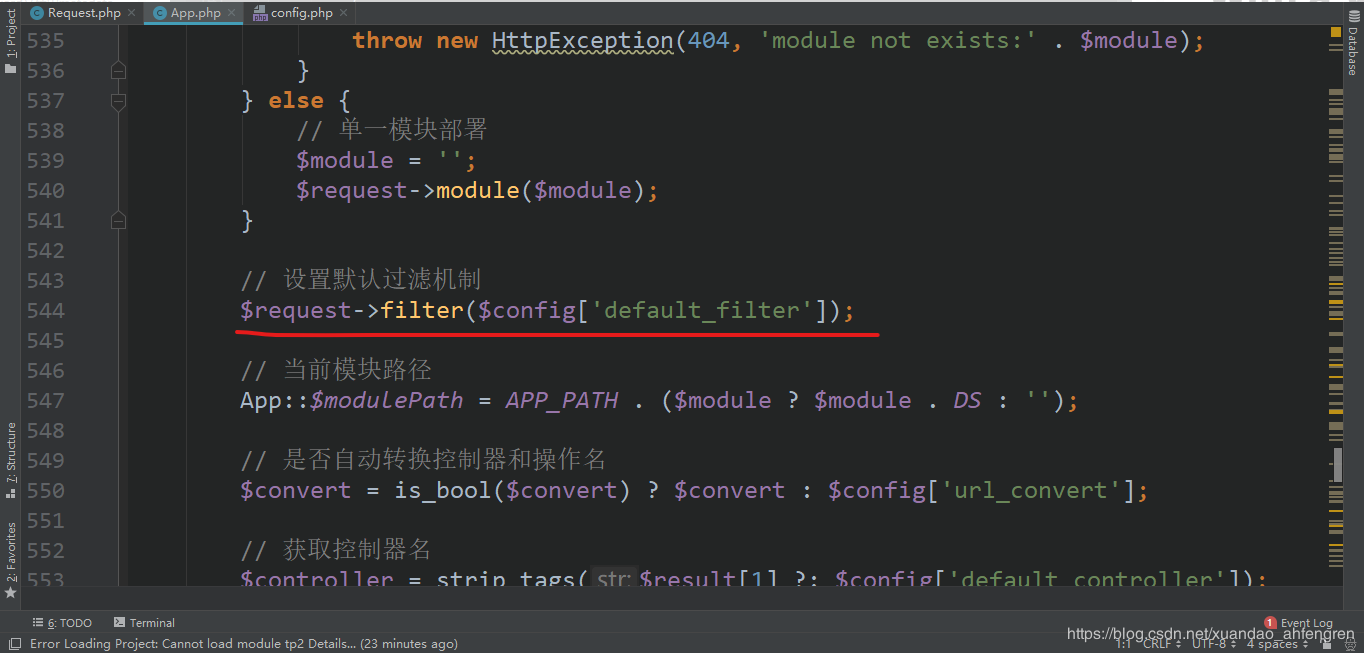 Request.php
App.php
config.php
1: Project
Database
535 throw new HttpException(404, 'module not exists:' . $module);
536 }
537 } else {
538 // 单一模块部署
539 $module = '';
540 $request->module($module);
541 }
542
543 // 设置默认过滤机制
544 $request->filter($config['default_filter']);
545
546 // 当前模块路径
547 App::$modulePath = APP_PATH . ($module ? $module . DS : '');
548
549 // 是否自动转换控制器和操作名
550 $convert = is_bool($convert) ? $convert : $config['url_convert'];
551
552 // 获取控制器名
553 $controller = strip_tags( str: $result[1] ?: $config['default_controller']);
7: Structure
2: Favorites
6: TODO
Terminal
1 Event Log
Error Loading Project: Cannot load module tp2 Details... (23 minutes ago)
https://blog.csdn.net/xuandao_ahfengren
1:1 CRLF UTF-8 4 spaces